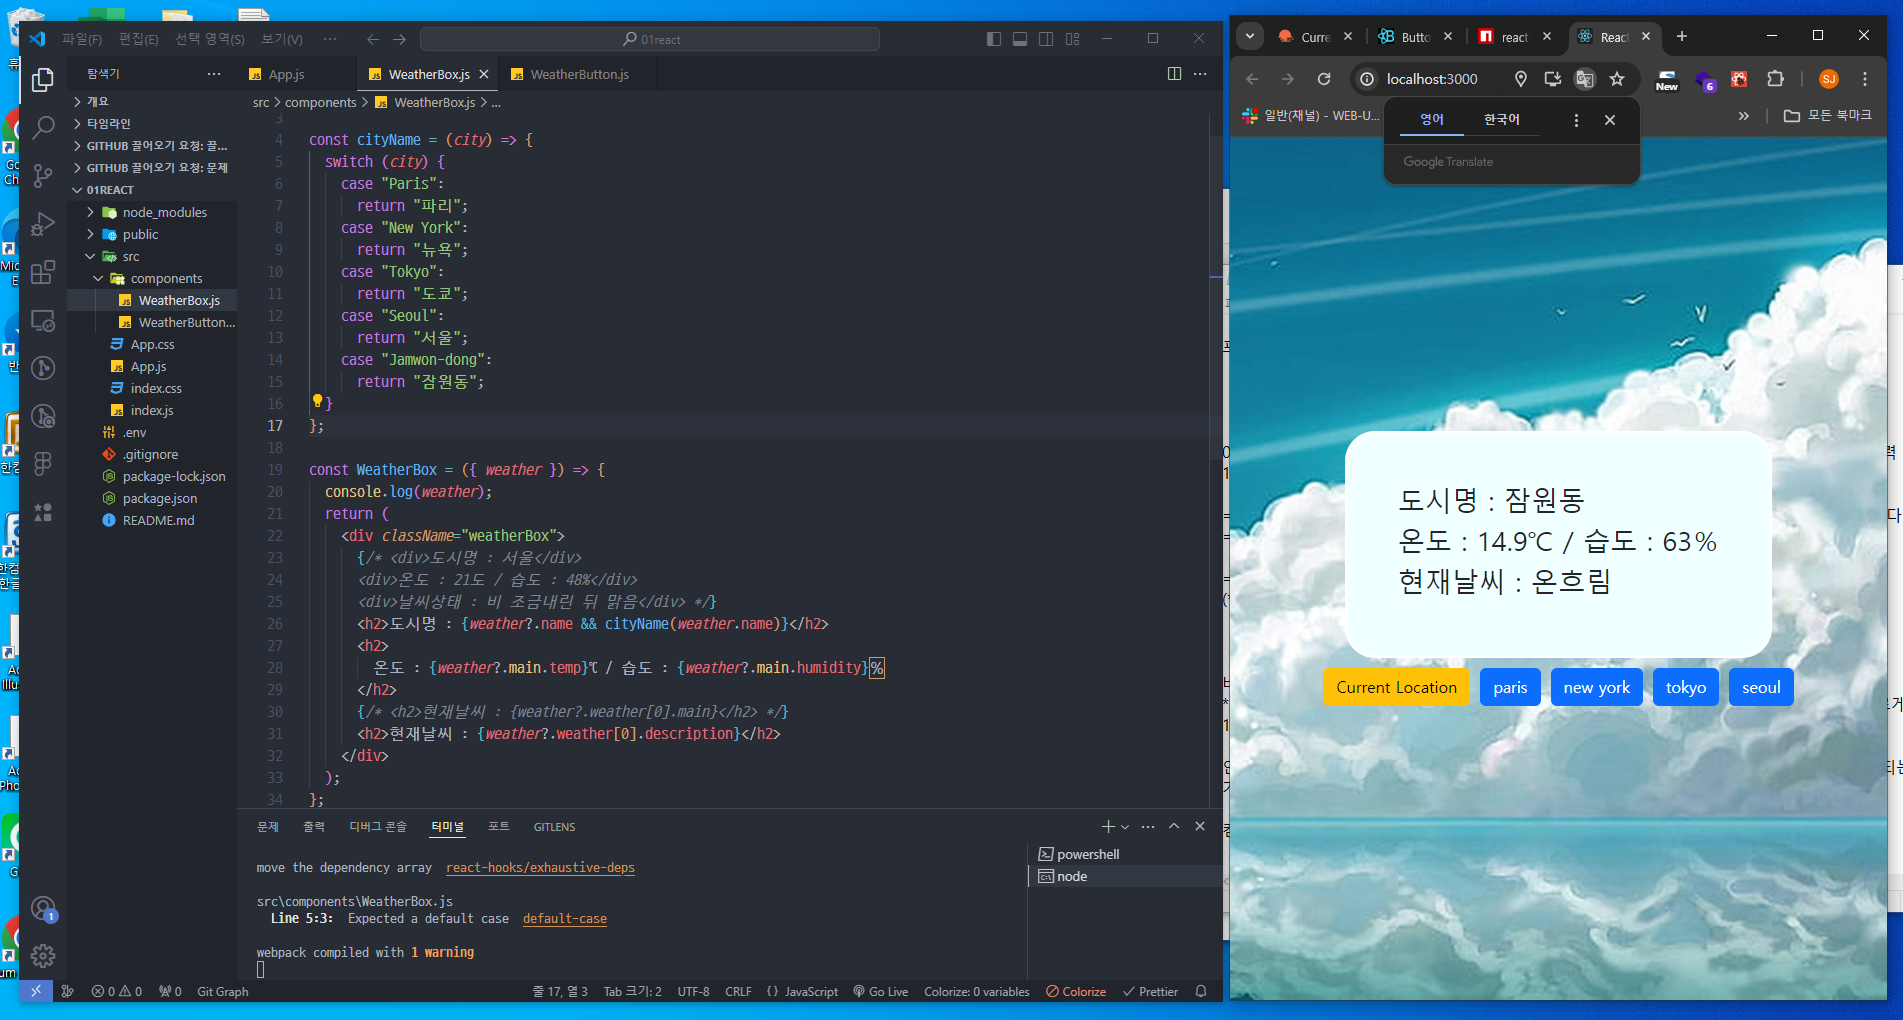 파일(F) 편집(E) 선택 영역(S) 보기(V) ···
01react
탐색기
개요
타임라인
GITHUB 끌어오기 요청: 끌...
GITHUB 끌어오기 요청: 문제
01REACT
node_modules
public
src
components
WeatherBox.js
WeatherButton...
App.css
App.js
index.css
index.js
.env
.gitignore
package-lock.json
package.json
README.md
App.js
WeatherBox.js
WeatherButton.js
src > components > WeatherBox.js > ...
3
4 const cityName = (city) => {
5 switch (city) {
6 case "Paris":
7 return "파리";
8 case "New York":
9 return "뉴욕";
10 case "Tokyo":
11 return "도쿄";
12 case "Seoul":
13 return "서울";
14 case "Jamwon-dong":
15 return "잠원동";
16 }
17 };
18
19 const WeatherBox = ({ weather }) => {
20 console.log(weather);
21 return (
22 <div className="weatherBox">
23 {/* <div>도시명 : 서울</div>
24 <div>온도 : 21도 / 습도 : 48%</div>
25 <div>날씨상태 : 비 조금내린 뒤 맑음</div> */}
26 <h2>도시명 : {weather?.name && cityName(weather.name)}</h2>
27 <h2>
28 온도 : {weather?.main.temp}℃ / 습도 : {weather?.main.humidity}%
29 </h2>
30 {/* <h2>현재날씨 : {weather?.weather[0].main}</h2> */}
31 <h2>현재날씨 : {weather?.weather[0].description}</h2>
32 </div>
33 );
34 };
문제 출력 디버그 콘솔 터미널 포트 GITLENS
move the dependency array react-hooks/exhaustive-deps
src\components\WeatherBox.js
Line 5:3: Expected a default case default-case
webpack compiled with 1 warning
powershell
node
1
0 0 0 Git Graph
줄 17, 열 3 Tab 크기: 2 UTF-8 CRLF {} JavaScript Go Live Colorize: 0 variables Colorize Prettier
Curre
Butto
react
React
localhost:3000
New
6
SJ
일반(채널) - WEB-U...
모든 북마크
영어 한국어
Google Translate
도시명 : 잠원동
온도 : 14.9℃ / 습도 : 63%
현재날씨 : 온흐림
Current Location
paris
new york
tokyo
seoul